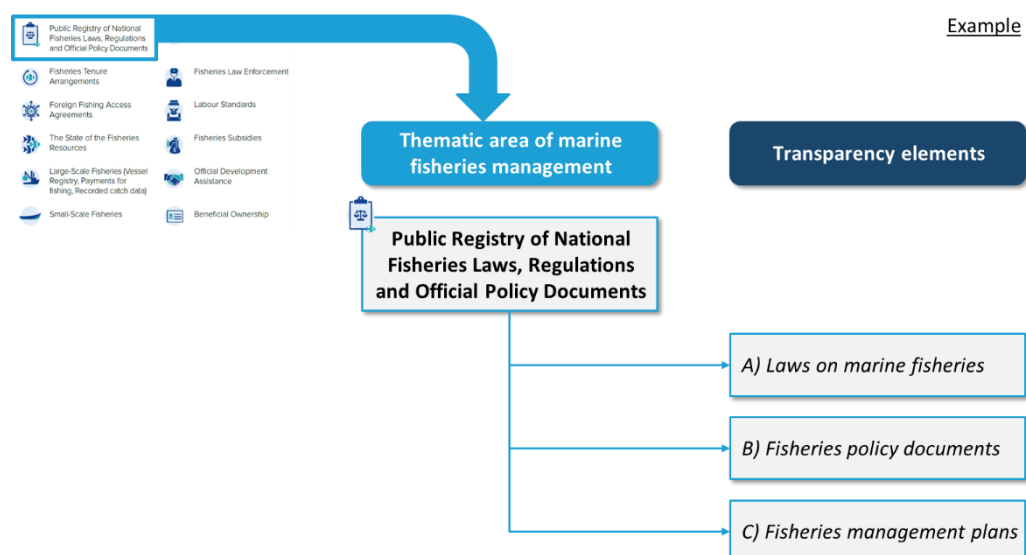 Example
Public Registry of National
Fisheries Laws, Regulations
and Official Policy Documents
Fisheries Tenure
Arrangements
Foreign Fishing Access
Agreements
The State of the Fisheries
Resources
Large-Scale Fisheries (Vessel
Registry, Payments for
fishing, Recorded catch data)
Small-Scale Fisheries
Fisheries Law Enforcement
Labour Standards
Fisheries Subsidies
Official Development
Assistance
Beneficial Ownership
Thematic area of marine
fisheries management
Transparency elements
Public Registry of National
Fisheries Laws, Regulations
and Official Policy Documents
A) Laws on marine fisheries
B) Fisheries policy documents
C) Fisheries management plans